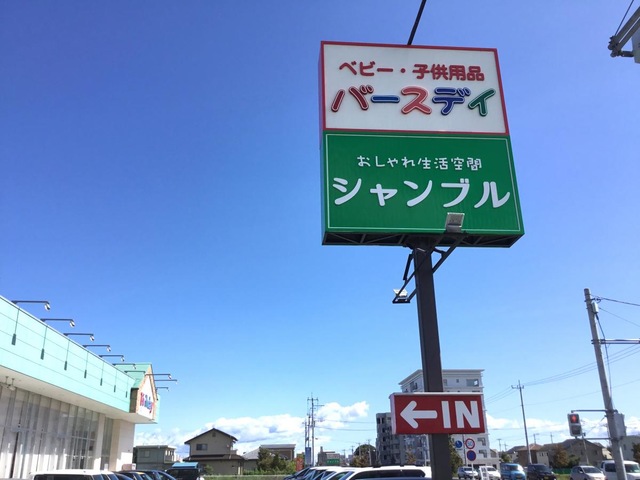 ベビー・子供用品
バースデイ
おしゃれ生活空間
シャンブル
←IN